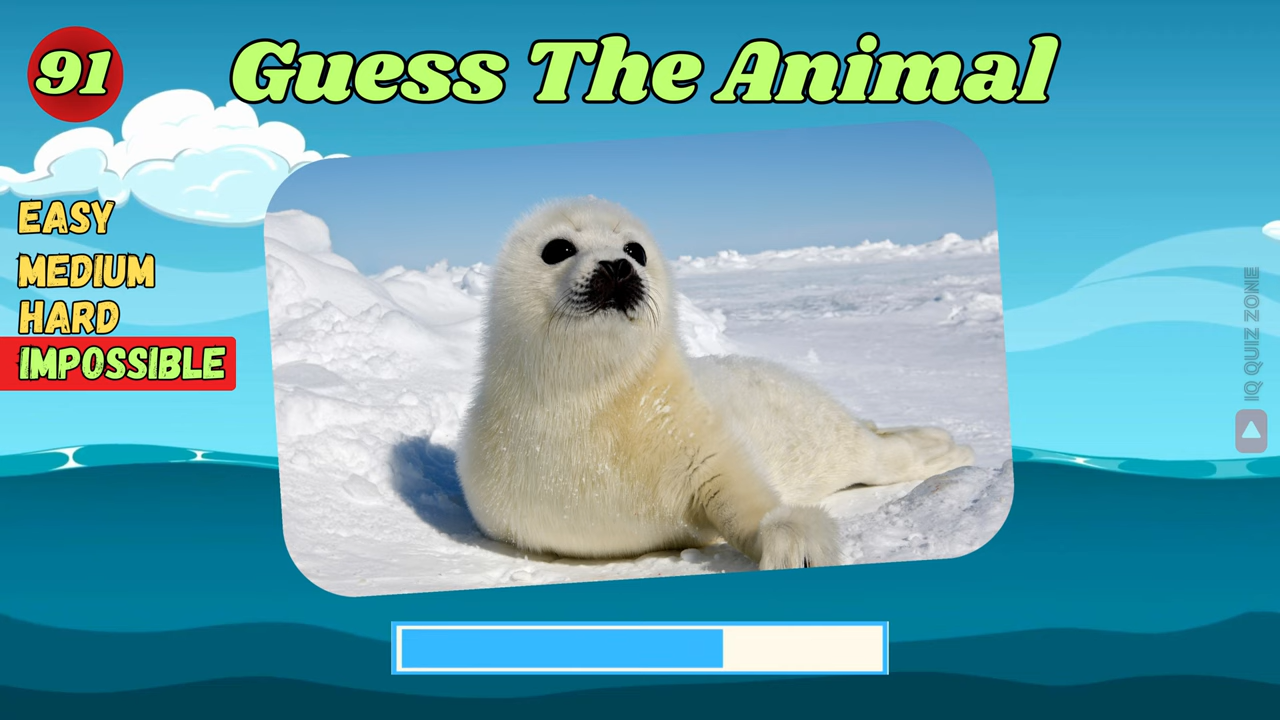 91
Guess The Animal
EASY
MEDIUM
HARD
IMPOSSIBLE
IQ QUIZ ZONE